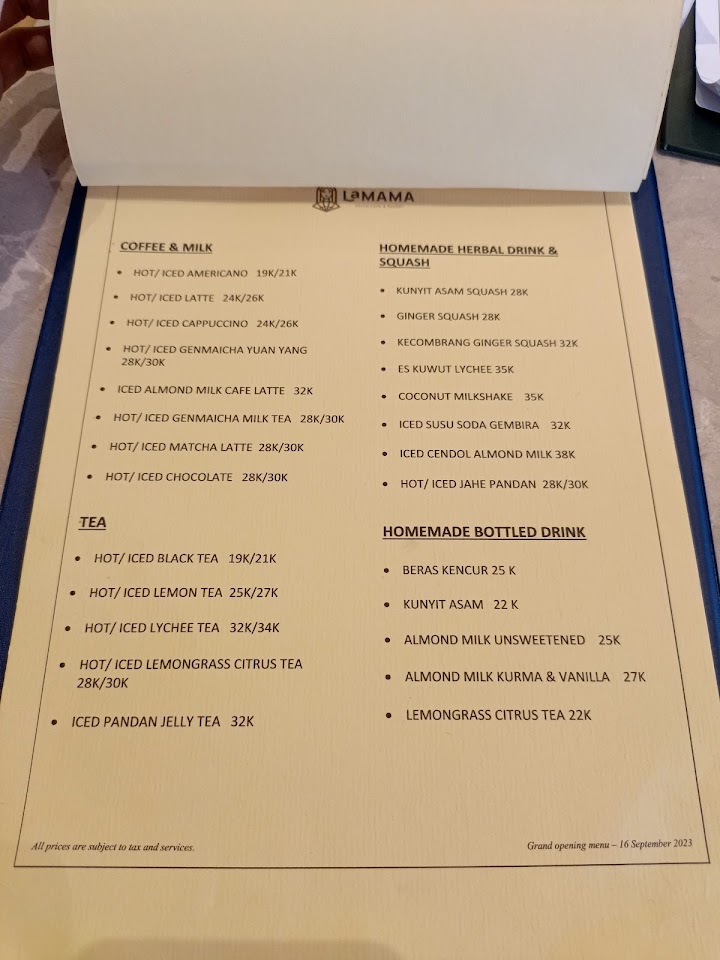 LaMAMA
COFFEE & MILK
• HOT/ ICED AMERICANO 19K/21K
• HOT/ ICED LATTE 24K/26K
• HOT/ ICED CAPPUCCINO 24K/26K
• HOT/ ICED GENMAICHA YUAN YANG
28K/30K
• ICED ALMOND MILK CAFE LATTE 32K
• HOT/ ICED GENMAICHA MILK TEA 28K/30K
• HOT/ ICED MATCHA LATTE 28K/30K
• HOT/ ICED CHOCOLATE 28K/30K
TEA
• HOT/ ICED BLACK TEA 19K/21K
• HOT/ ICED LEMON TEA 25K/27K
• HOT/ ICED LYCHEE TEA 32K/34K
• HOT/ ICED LEMONGRASS CITRUS TEA
28K/30K
• ICED PANDAN JELLY TEA 32K
HOMEMADE HERBAL DRINK &
SQUASH
• KUNYIT ASAM SQUASH 28K
• GINGER SQUASH 28K
• KECOMBRANG GINGER SQUASH 32K
• ES KUWUT LYCHEE 35K
• COCONUT MILKSHAKE 35K
• ICED SUSU SODA GEMBIRA 32K
• ICED CENDOL ALMOND MILK 38K
• HOT/ ICED JAHE PANDAN 28K/30K
HOMEMADE BOTTLED DRINK
• BERAS KENCUR 25 K
• KUNYIT ASAM 22 K
• ALMOND MILK UNSWEETENED 25K
• ALMOND MILK KURMA & VANILLA 27K
• LEMONGRASS CITRUS TEA 22K
All prices are subject to tax and services.
Grand opening menu – 16 September 2023